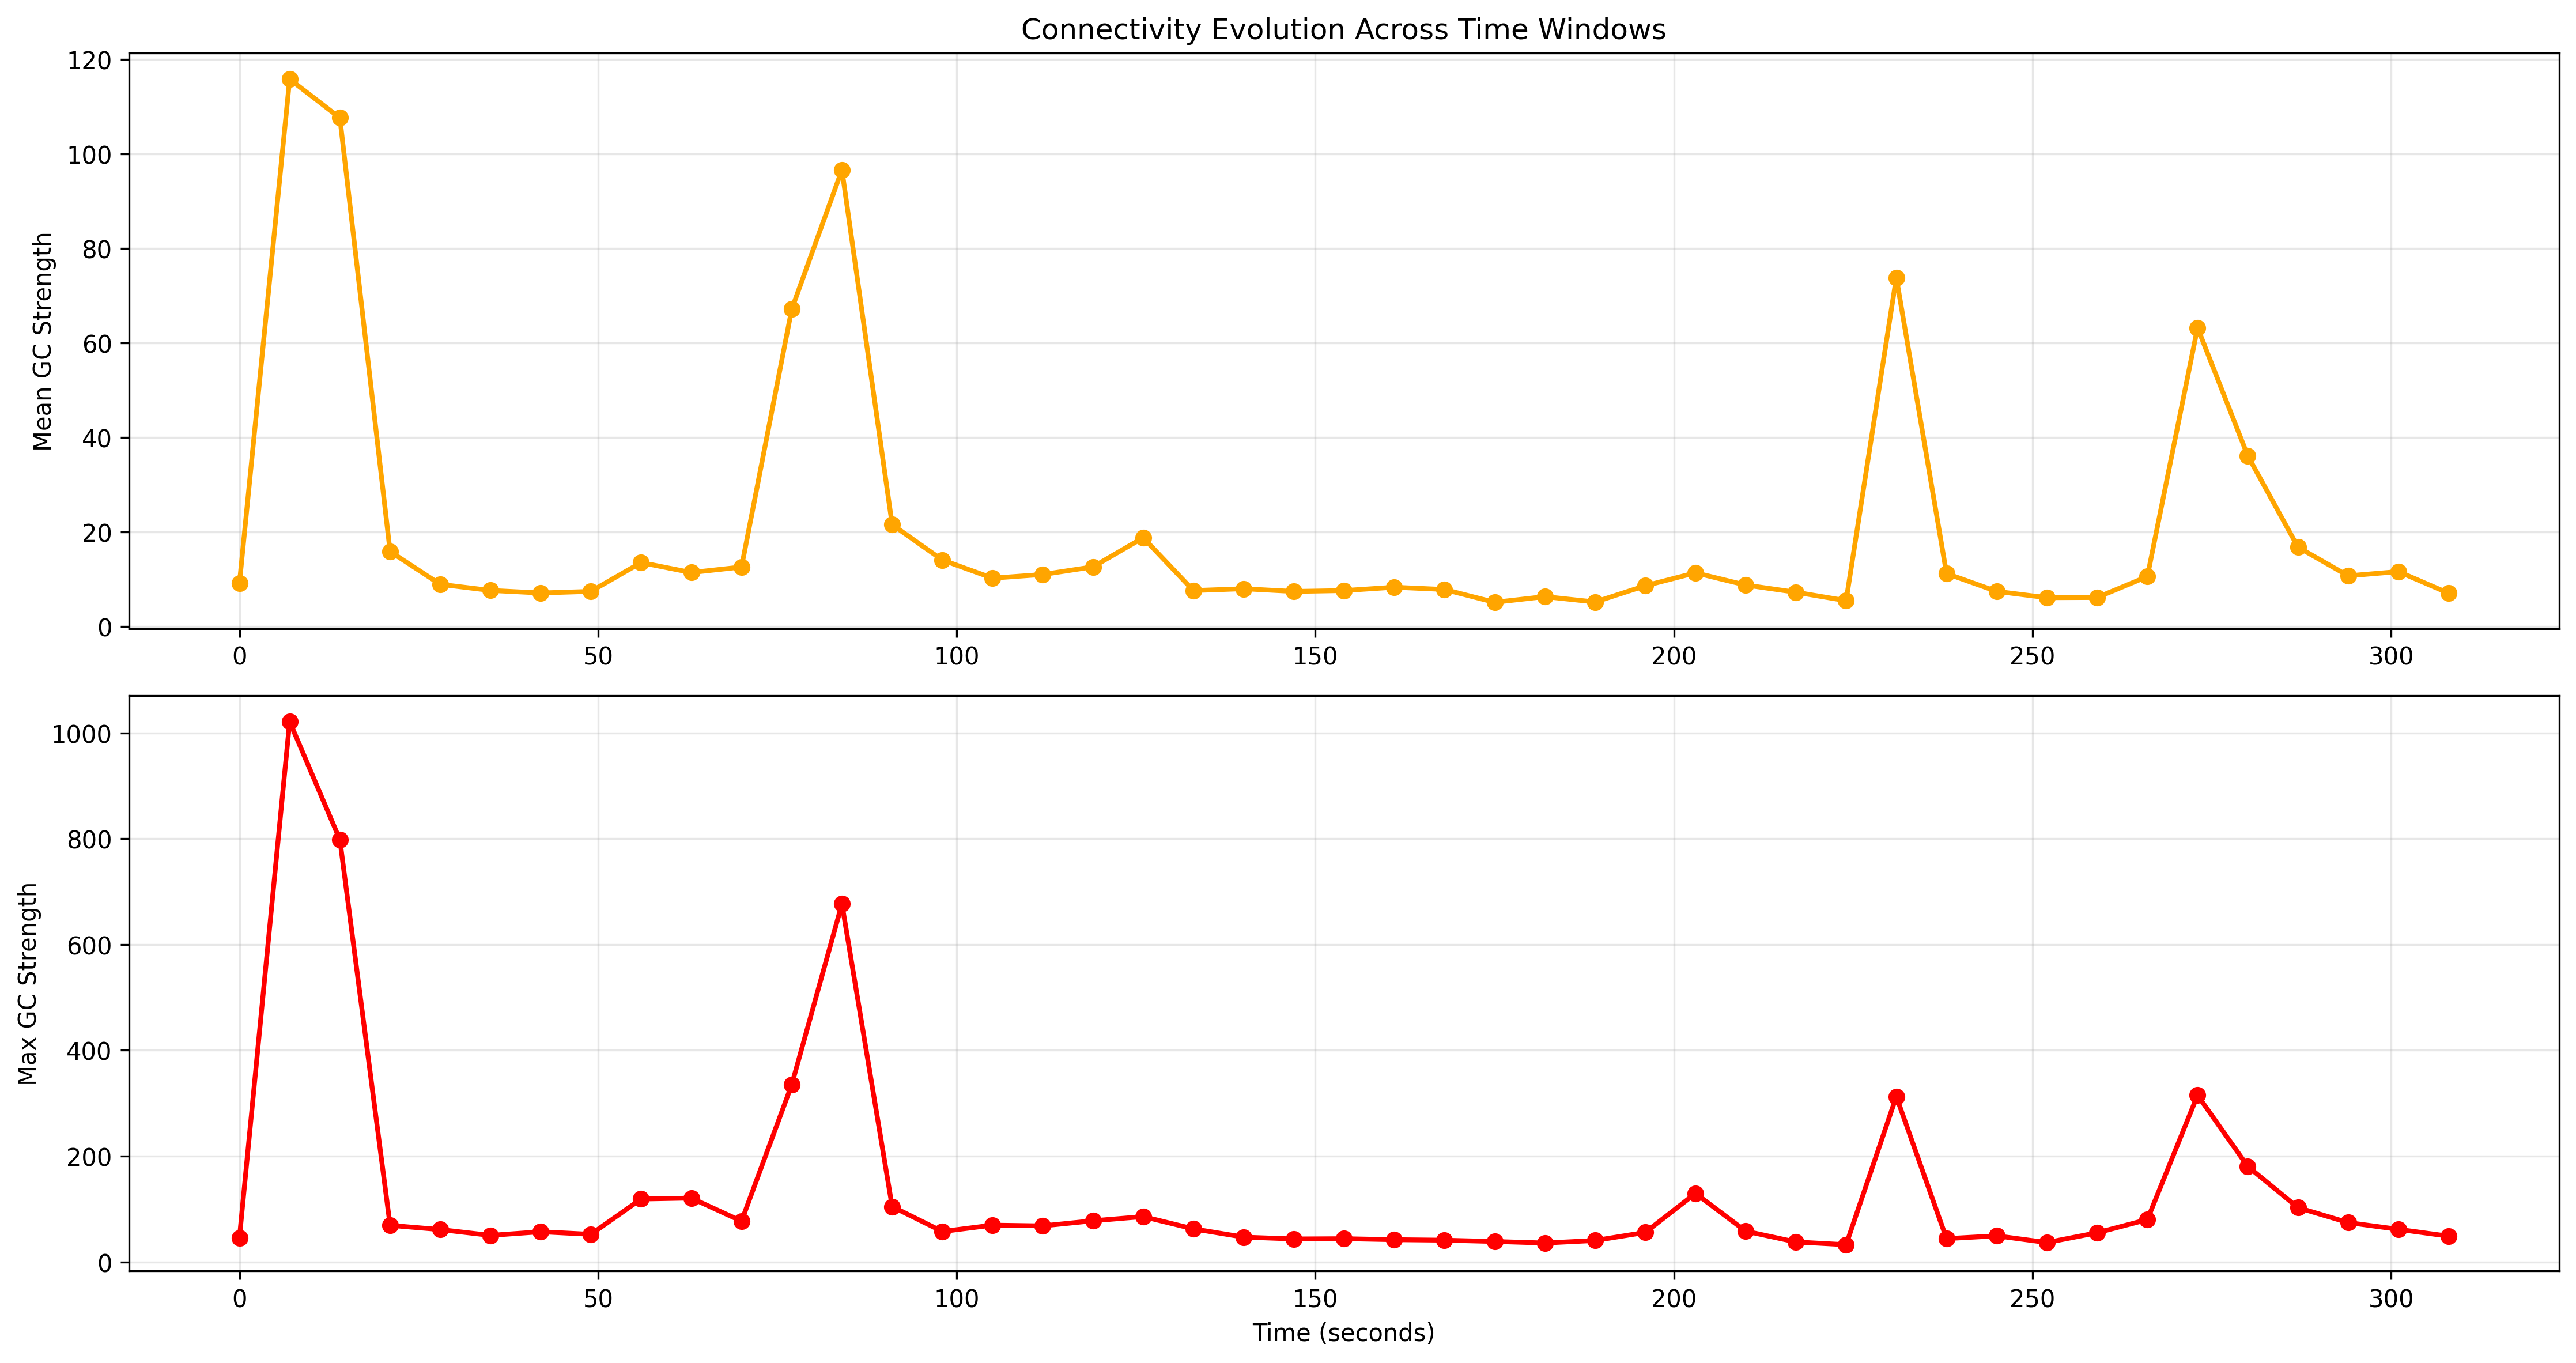 Connectivity Evolution Across Time Windows
120
100
80
60
40
20
0
Mean GC Strength
0 50 100 150 200 250 300
1000
800
600
400
200
0
Max GC Strength
0 50 100 150 200 250 300
Time (seconds)